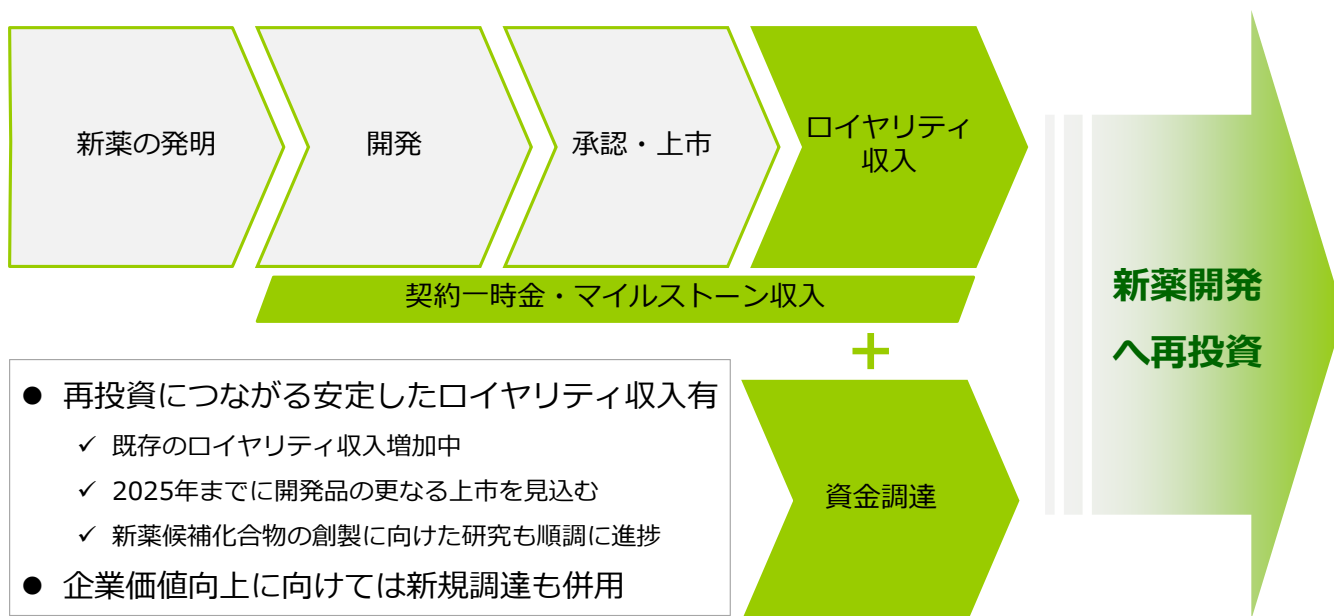 新薬の発明
開発
承認・上市
ロイヤリティ
収入
契約一時金・マイルストーン収入
+
新薬開発
へ再投資
● 再投資につながる安定したロイヤリティ収入有
✓ 既存のロイヤリティ収入増加中
✓ 2025年までに開発品の更なる上市を見込む
✓ 新薬候補化合物の創製に向けた研究も順調に進捗
● 企業価値向上に向けては新規調達も併用
資金調達